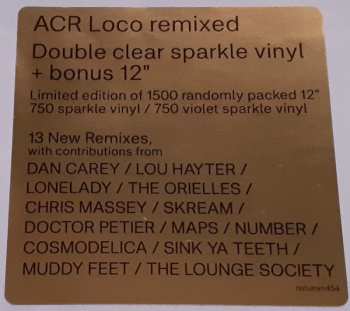 ACR Loco remixed
Double clear sparkle vinyl
+ bonus 12"
Limited edition of 1500 randomly packed 12"
750 sparkle vinyl / 750 violet sparkle vinyl
13 New Remixes,
with contributions from
DAN CAREY / LOU HAYTER /
LONELADY / THE ORIELLES /
CHRIS MASSEY / SKREAM /
DOCTOR PETIER / MAPS / NUMBER /
COSMODELICA / SINK YA TEETH /
MUDDY FEET / THE LOUNGE SOCIETY